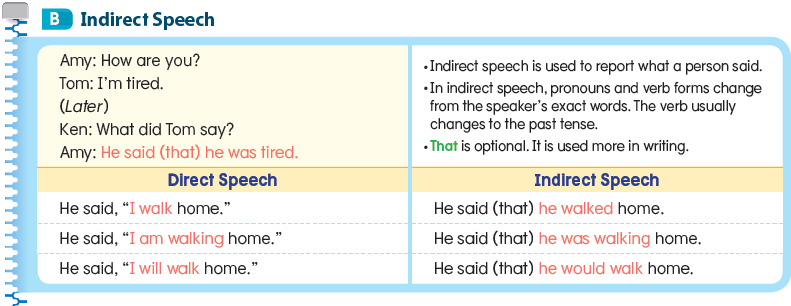 B Indirect Speech
Amy: How are you?
Tom: I'm tired.
(Later)
Ken: What did Tom say?
Amy: He said (that) he was tired.
•Indirect speech is used to report what a person said.
•In indirect speech, pronouns and verb forms change
from the speaker's exact words. The verb usually
changes to the past tense.
•That is optional. It is used more in writing.
Direct Speech Indirect Speech
He said, “I walk home.” He said (that) he walked home.
He said, “I am walking home.” He said (that) he was walking home.
He said, “I will walk home.” He said (that) he would walk home.